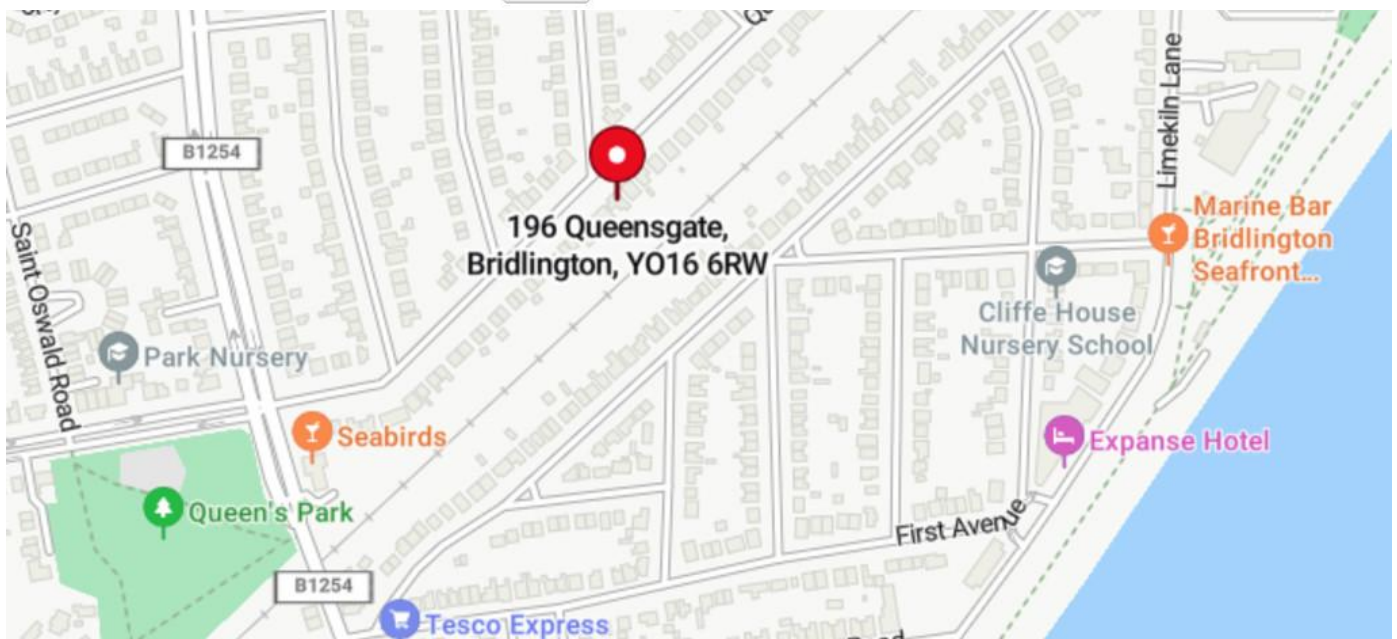 B1254
Limekiln Lane
196 Queensgate,
Bridlington, YO16 6RW
Marine Bar
Bridlington
Seafront...
Saint Oswald Road
Cliffe House
Nursery School
Park Nursery
Seabirds
Expanse Hotel
Queen's Park
First Avenue
B1254
Tesco Express